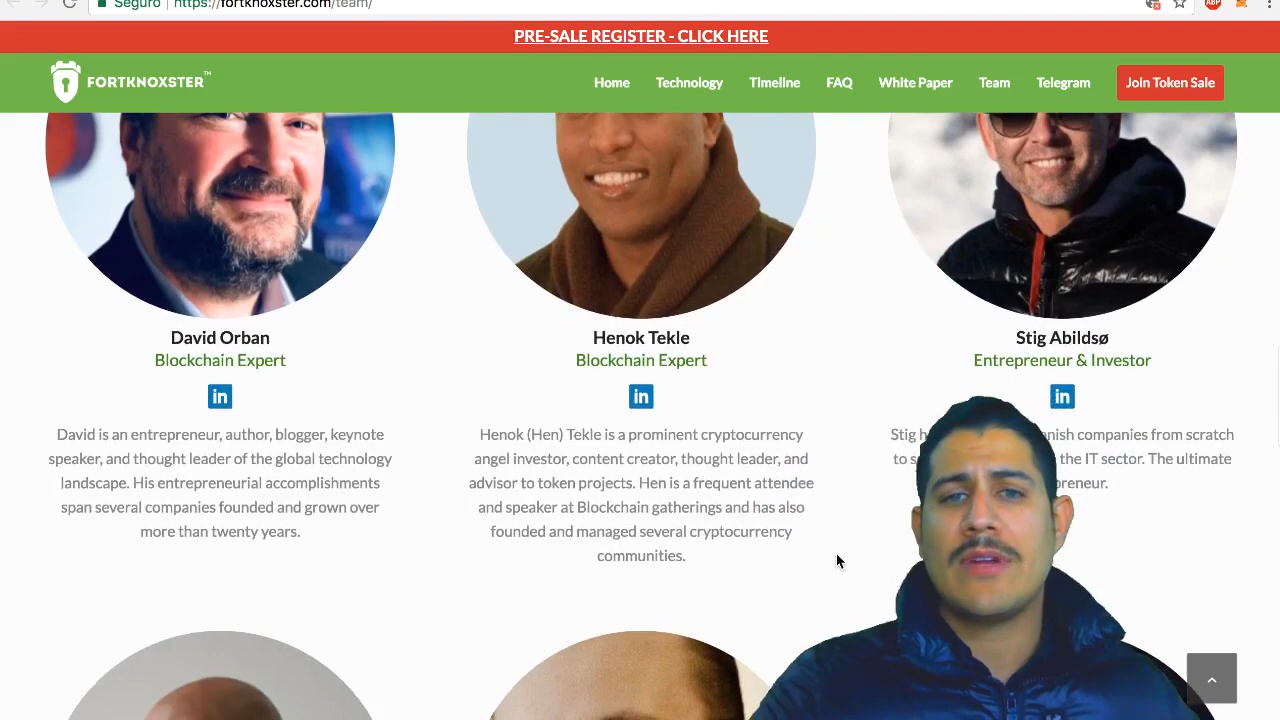 Seguro
https://fortknoxster.com/team/
PRE-SALE REGISTER - CLICK HERE
FORTKNOXSTER™
Home
Technology
Timeline
FAQ
White Paper
Team
Telegram
Join Token Sale
David Orban
Blockchain Expert
in
David is an entrepreneur, author, blogger, keynote
speaker, and thought leader of the global technology
landscape. His entrepreneurial accomplishments
span several companies founded and grown over
more than twenty years.
Henok Tekle
Blockchain Expert
in
Henok (Hen) Tekle is a prominent cryptocurrency
angel investor, content creator, thought leader, and
advisor to token projects. Hen is a frequent attendee
and speaker at Blockchain gatherings and has also
founded and managed several cryptocurrency
communities.
Stig Abildsø
Entrepreneur & Investor
in
Stig companies from scratch
to the IT sector. The ultimate